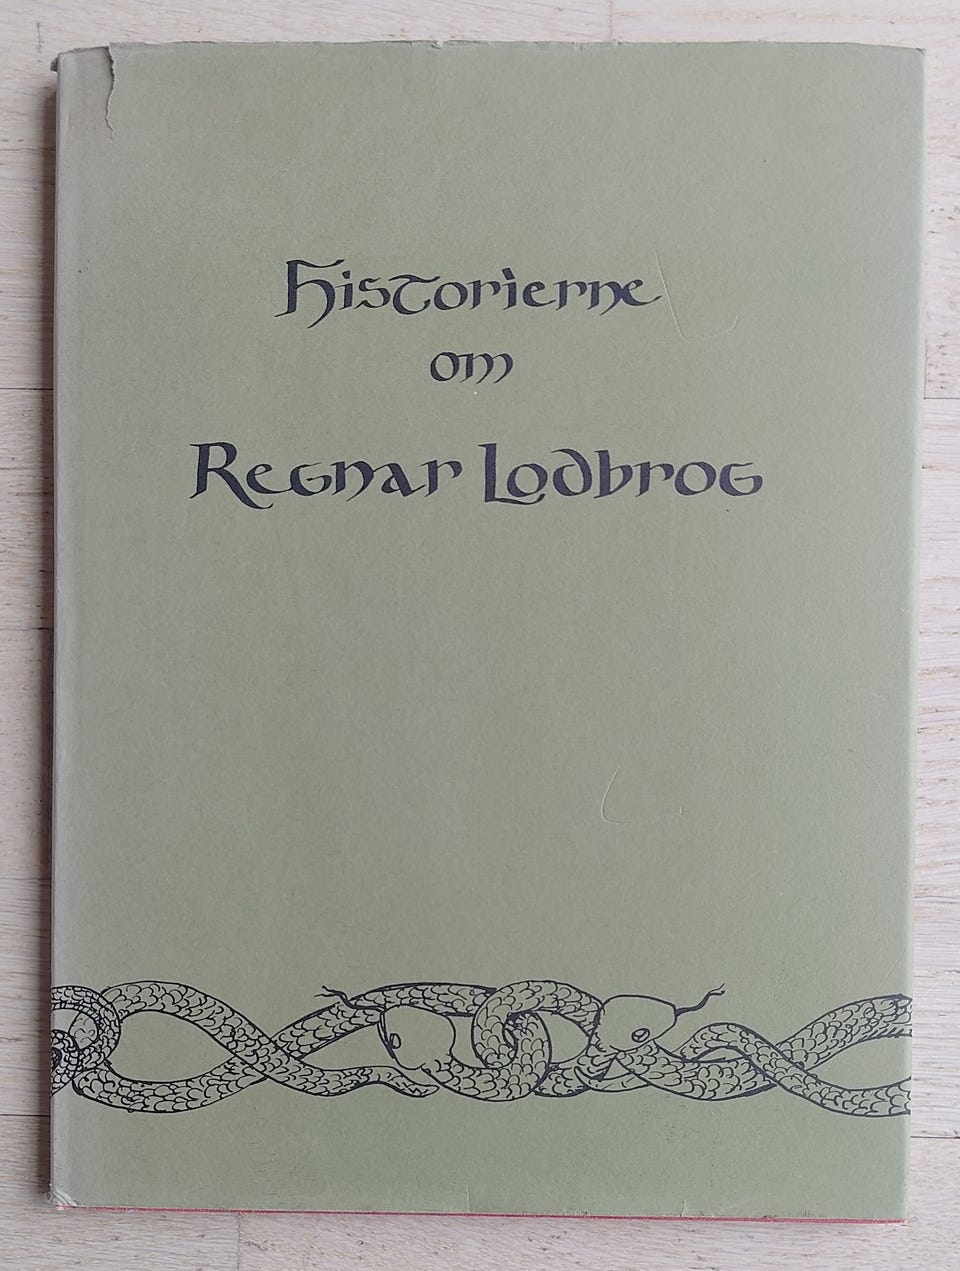 Historierne
om
Regnar Lodbrog